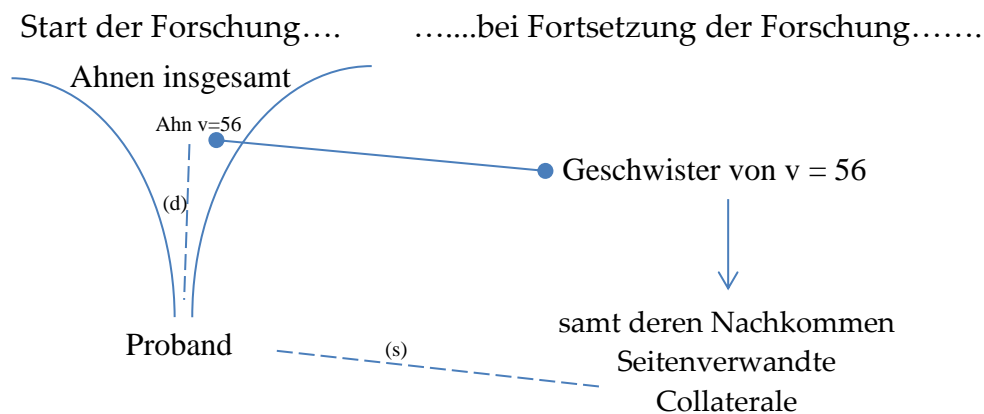 Start der Forschung…. …....bei Fortsetzung der Forschung…….
Ahnen insgesamt
Ahn v=56
Geschwister von v = 56
(d)
samt deren Nachkommen
Proband
(s)
Seitenverwandte
Collaterale